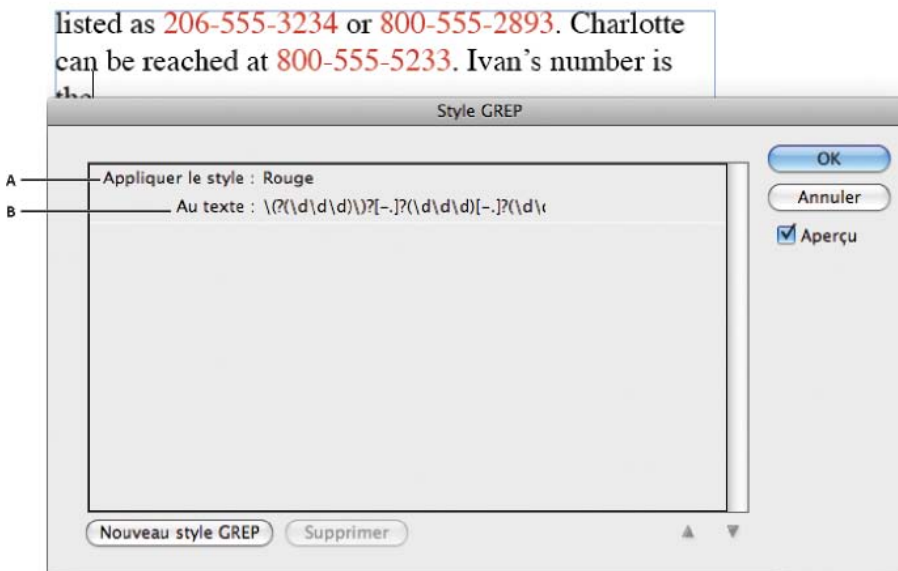 listed as 206-555-3234 or 800-555-2893. Charlotte
can be reached at 800-555-5233. Ivan’s number is
the
Style GREP
A
Appliquer le style : Rouge
B
Au texte : \(?(\d\d\d)\)?[-.]?(\d\d\d)[-.]?(\d\
OK
Annuler
Aperçu
Nouveau style GREP
Supprimer